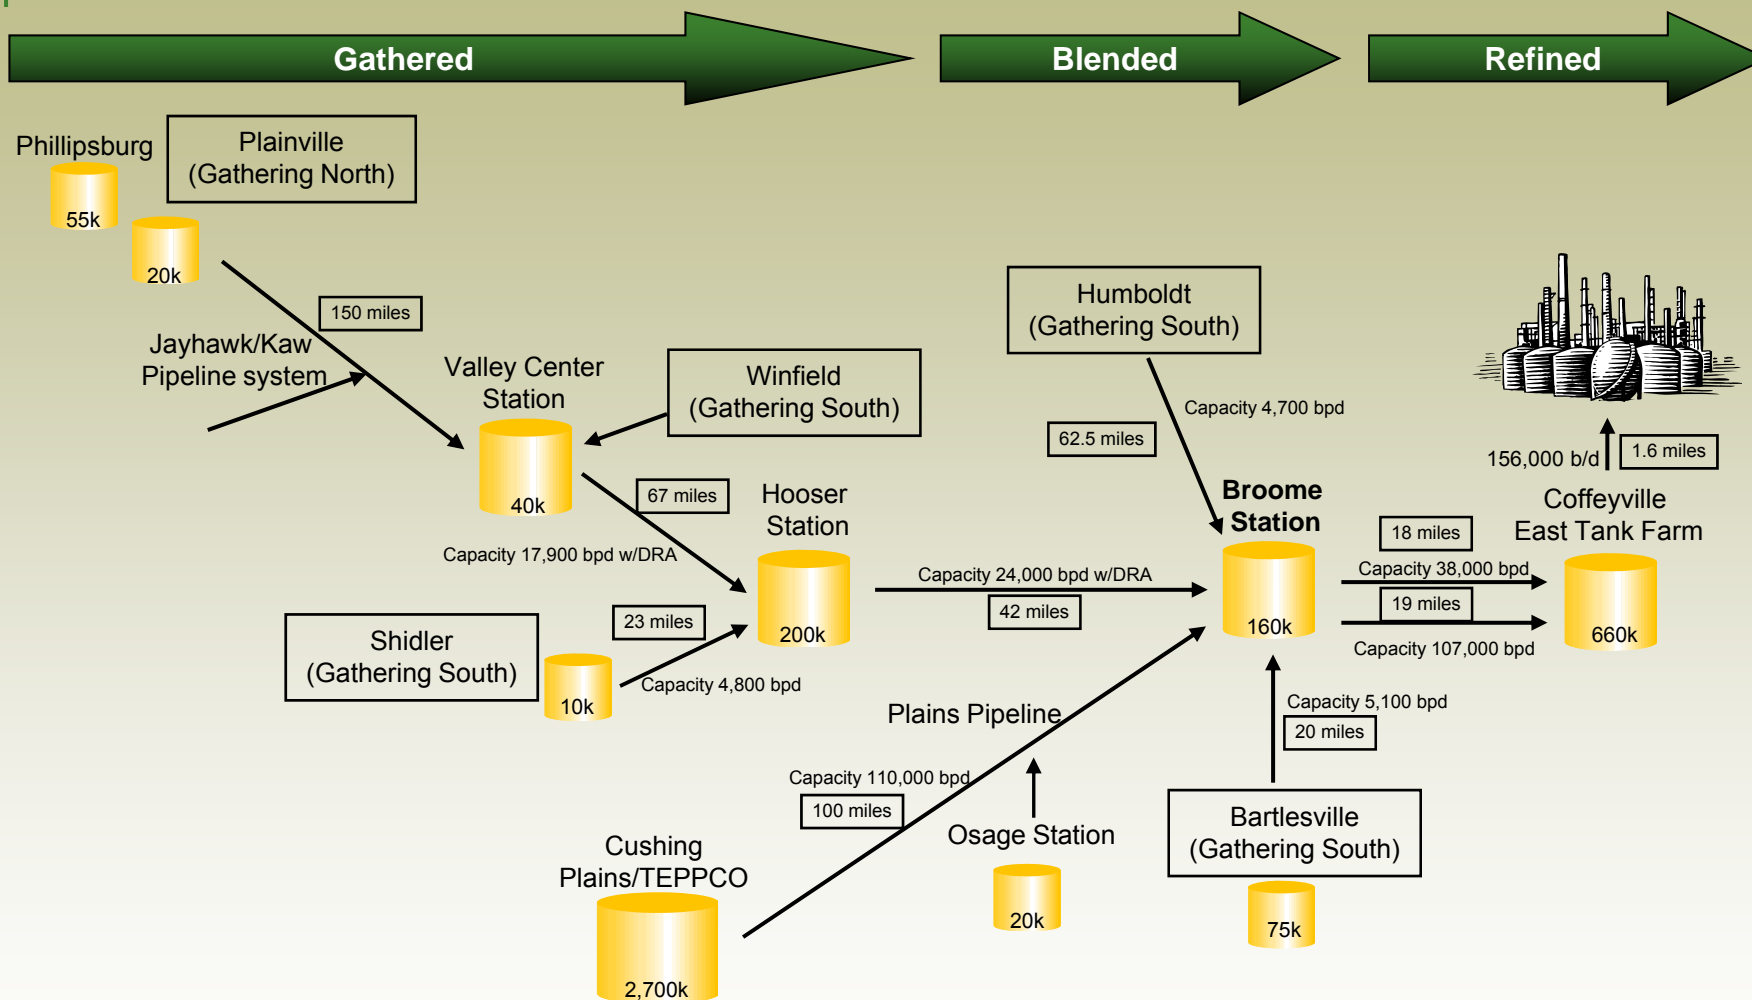 Gathered
Blended
Refined
Phillipsburg
55k
20k
Plainville
(Gathering North)
150 miles
Jayhawk/Kaw
Pipeline system
Valley Center
Station
40k
Winfield
(Gathering South)
67 miles
Capacity 17,900 bpd w/DRA
Hooser
Station
200k
Shidler
(Gathering South)
10k
23 miles
Capacity 4,800 bpd
Capacity 24,000 bpd w/DRA
42 miles
Humboldt
(Gathering South)
Capacity 4,700 bpd
62.5 miles
Broome
Station
160k
Plains Pipeline
Capacity 110,000 bpd
100 miles
Cushing
Plains/TEPPCO
2,700k
Osage Station
20k
Capacity 5,100 bpd
20 miles
Bartlesville
(Gathering South)
75k
18 miles
Capacity 38,000 bpd
19 miles
Capacity 107,000 bpd
156,000 b/d
1.6 miles
Coffeyville
East Tank Farm
660k